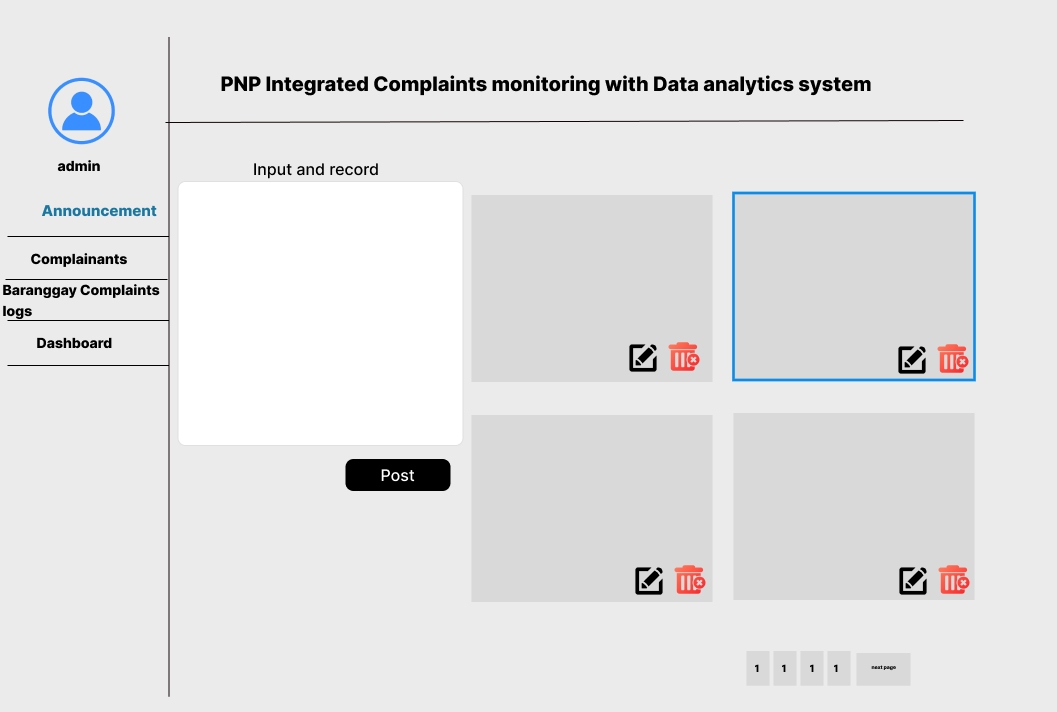 PNP Integrated Complaints monitoring with Data analytics system
admin
Announcement
Complainants
Baranggay Complaints
logs
Dashboard
Input and record
Post
1 1 1 1 next page